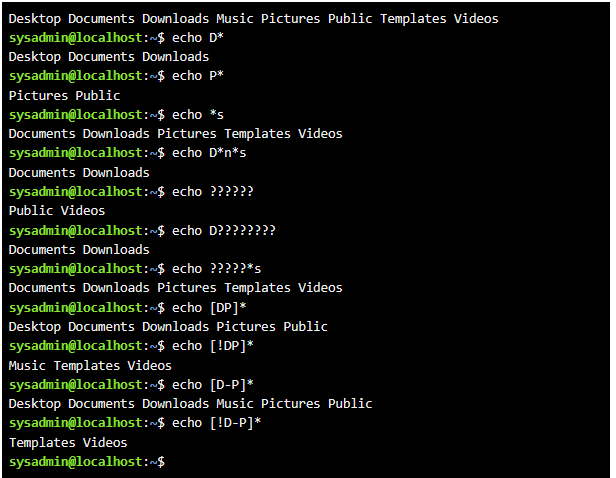 Desktop Documents Downloads Music Pictures Public Templates Videos
sysadmin@localhost:~$ echo D*
Desktop Documents Downloads
sysadmin@localhost:~$ echo P*
Pictures Public
sysadmin@localhost:~$ echo *s
Documents Downloads Pictures Templates Videos
sysadmin@localhost:~$ echo D*n*s
Documents Downloads
sysadmin@localhost:~$ echo ??????
Public Videos
sysadmin@localhost:~$ echo D????????
Documents Downloads
sysadmin@localhost:~$ echo ?????*s
Documents Downloads Pictures Templates Videos
sysadmin@localhost:~$ echo [DP]*
Desktop Documents Downloads Pictures Public
sysadmin@localhost:~$ echo [!DP]*
Music Templates Videos
sysadmin@localhost:~$ echo [D-P]*
Desktop Documents Downloads Music Pictures Public
sysadmin@localhost:~$ echo [!D-P]*
Templates Videos
sysadmin@localhost:~$